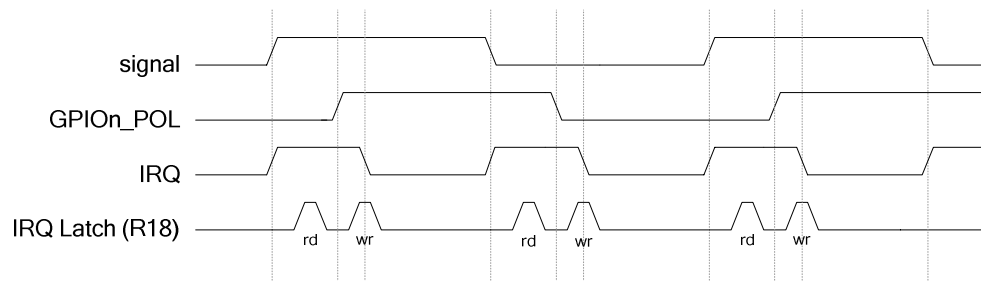 signal
GPIOn_POL
IRQ
IRQ Latch (R18)
rd wr rd wr rd wr